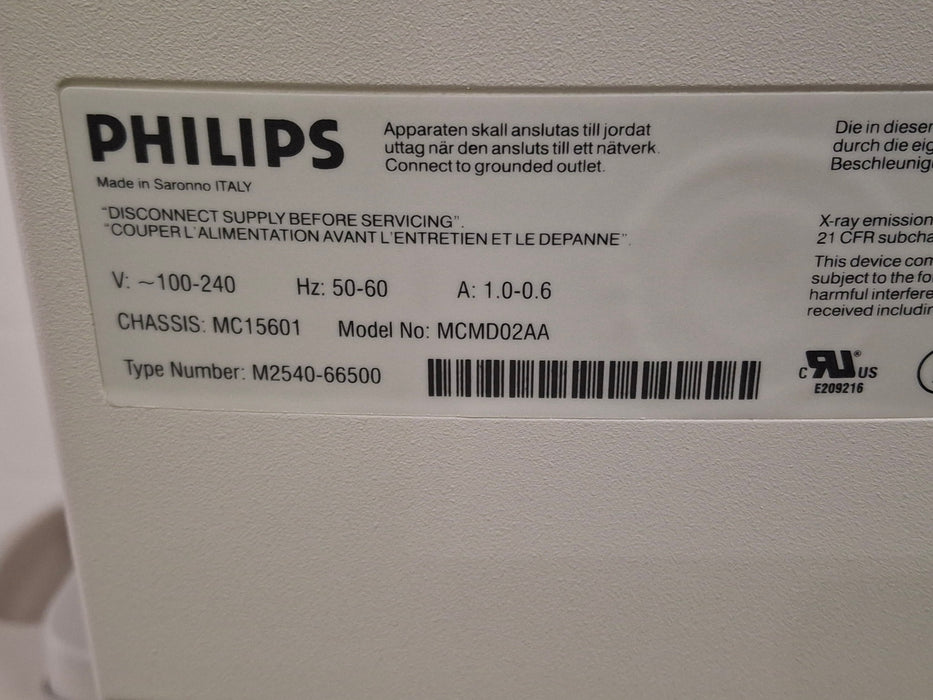 PHILIPS
Made in Saronno ITALY
Apparaten skall anslutas till jordat
uttag när den ansluts till ett nätverk.
Connect to grounded outlet.
"DISCONNECT SUPPLY BEFORE SERVICING".
"COUPER L'ALIMENTATION AVANT L'ENTRETIEN ET LE DEPANNE".
V: ~100-240 Hz: 50-60 A: 1.0-0.6
CHASSIS: MC15601 Model No: MCMD02AA
Type Number: M2540-66500
Die in dieser
durch die eig
Beschleunig
X-ray emission
21 CFR subcha
This device con
subject to the fo
harmful interfere
received includin
C RU® US
E209216